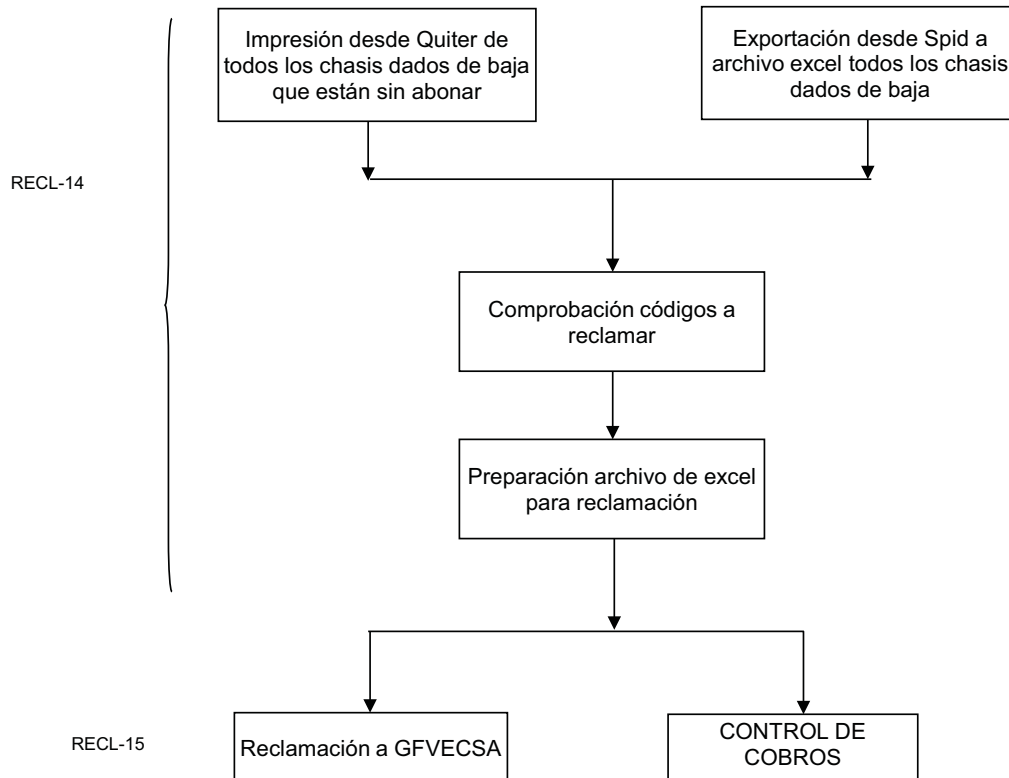 Impresión desde Quiter de
todos los chasis dados de baja
que están sin abonar
Exportación desde Spid a
archivo excel todos los chasis
dados de baja
RECL-14
Comprobación códigos a
reclamar
Preparación archivo de excel
para reclamación
RECL-15
Reclamación a GFVECSA
CONTROL DE
COBROS